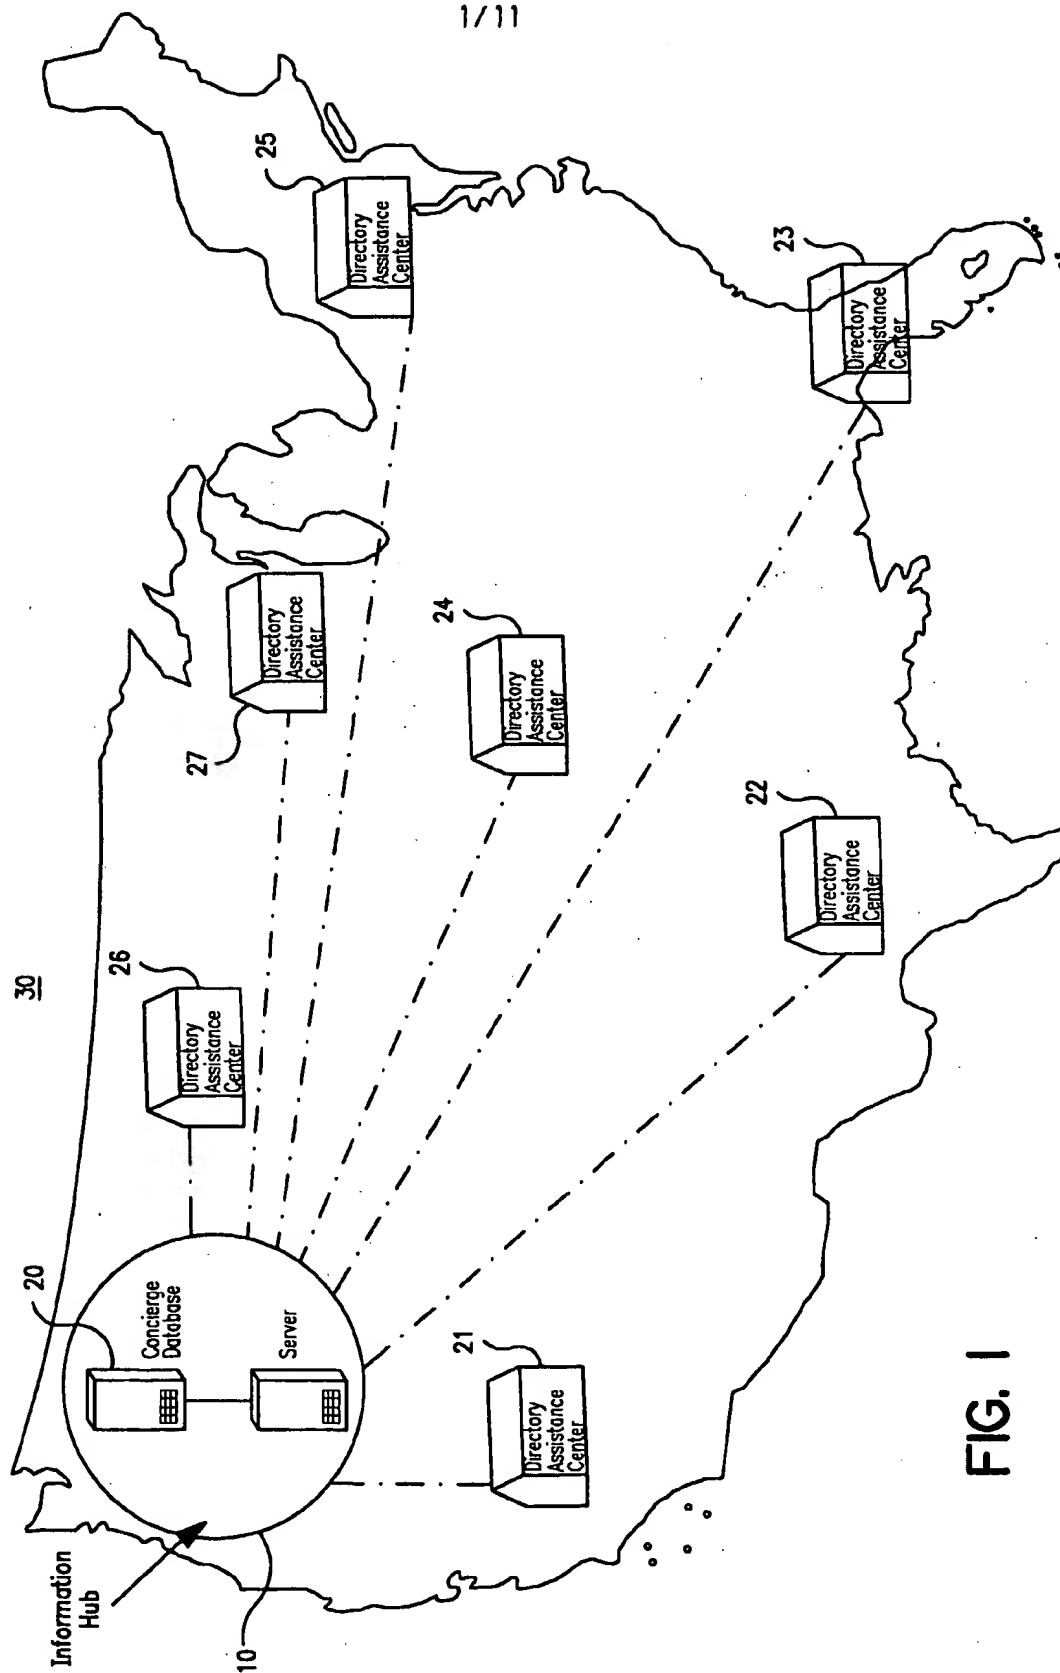 1/11
30
Information
Hub
10
20
Concierge
Database
Server
26
Directory
Assistance
Center
27
Directory
Assistance
Center
25
Directory
Assistance
Center
21
Directory
Assistance
Center
24
Directory
Assistance
Center
22
Directory
Assistance
Center
23
Directory
Assistance
Center
FIG. 1